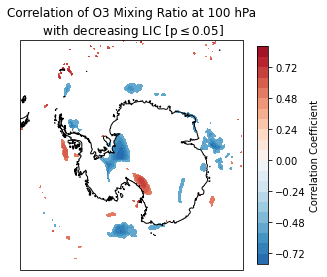 Correlation of O3 Mixing Ratio at 100 hPa
with decreasing LIC [p ≤ 0.05]
0.72
0.48
0.24
0.00
−0.24
−0.48
−0.72
Correlation Coefficient